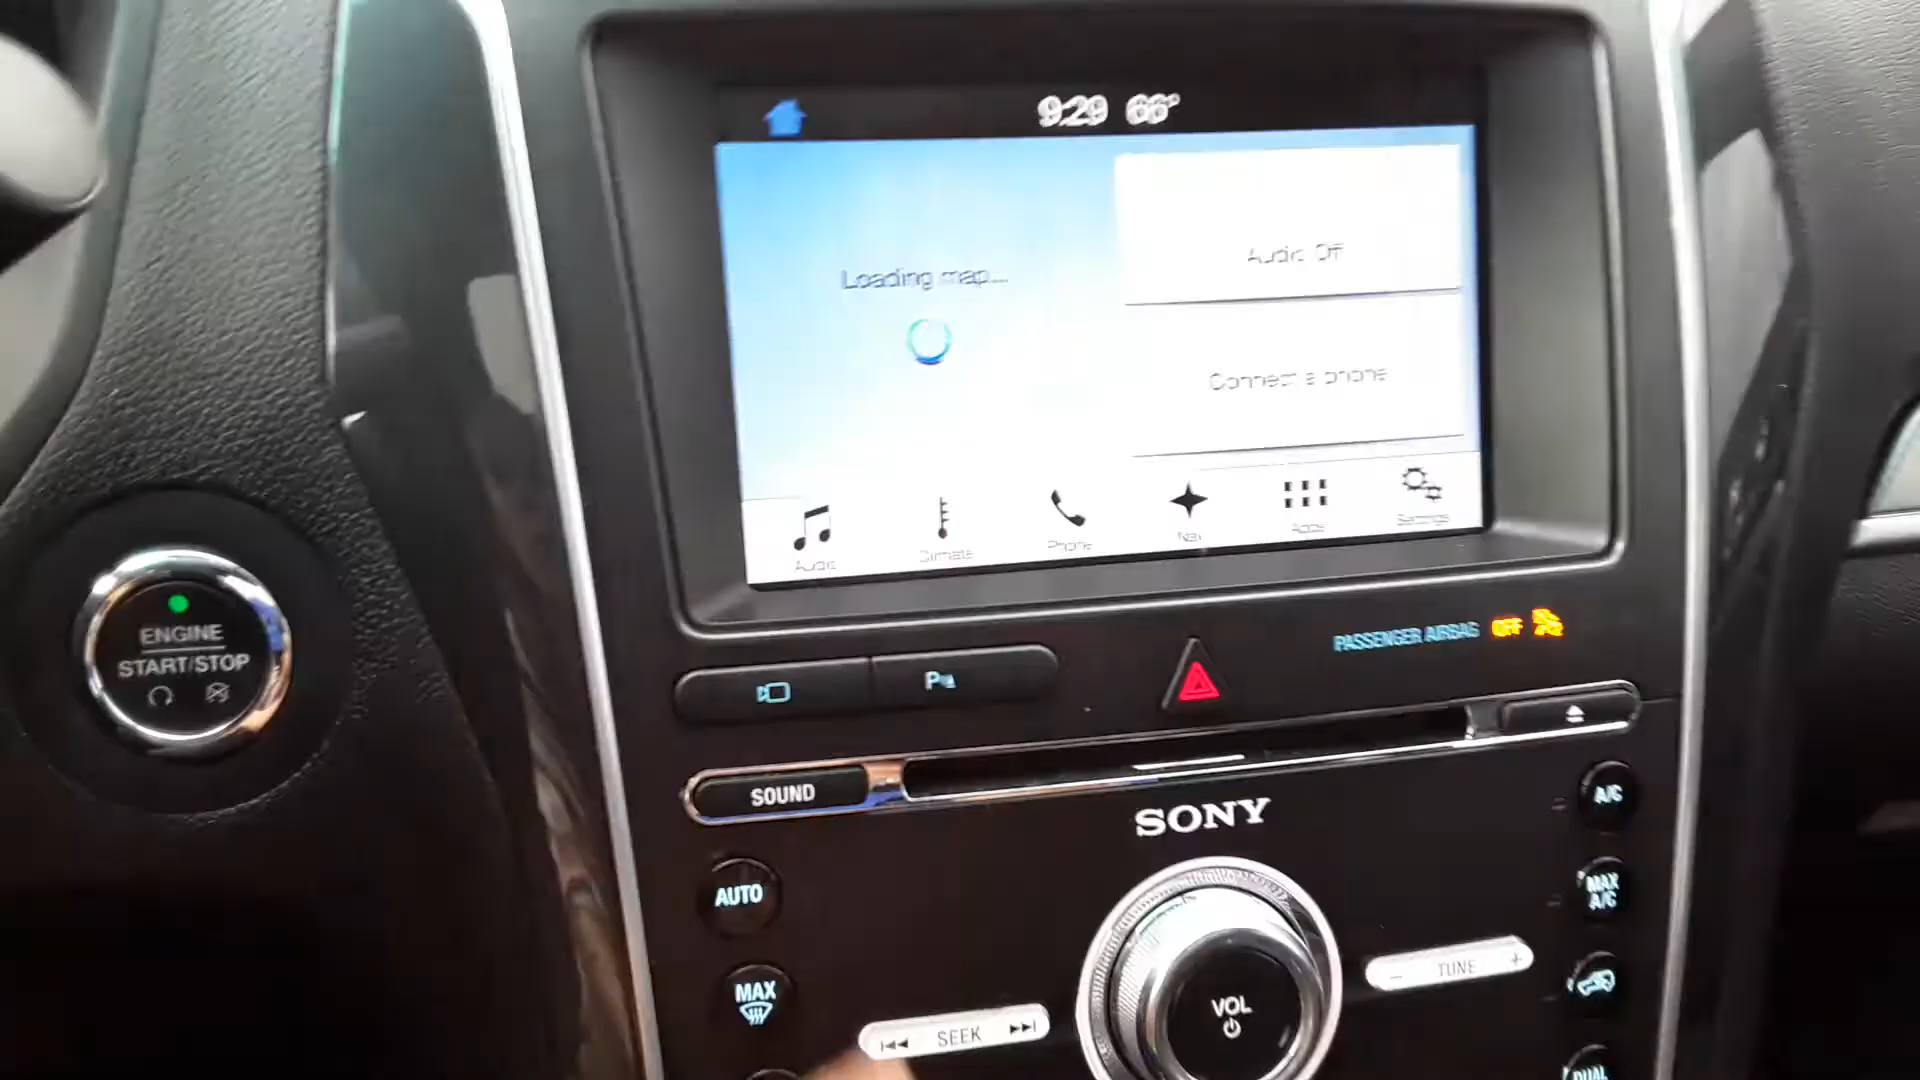 9:29 66°
Loading map...
Audio Off
Connect a phone
Audio
Climate
Phone
Nav
Apps
Settings
ENGINE
START/STOP
P
PASSENGER AIRBAG OFF
SOUND
SONY
A/C
AUTO
MAX
A/C
MAX
- TUNE +
VOL
SEEK
DUAL